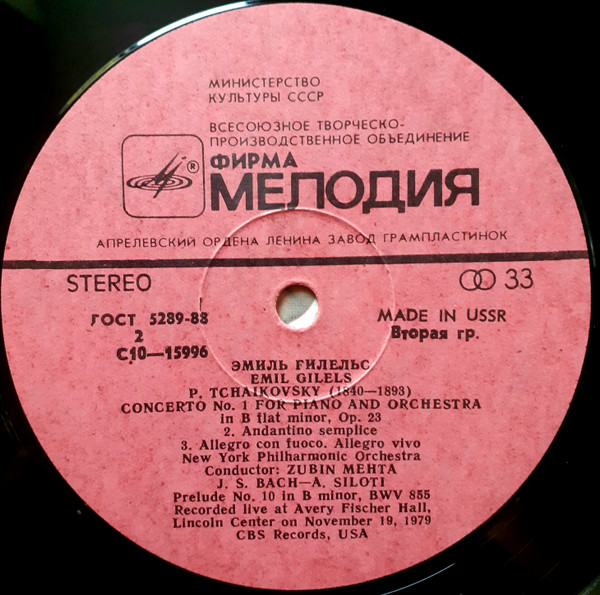 МИНИСТЕРСТВО
КУЛЬТУРЫ СССР
ВСЕСОЮЗНОЕ ТВОРЧЕСКО-
ПРОИЗВОДСТВЕННОЕ ОБЪЕДИНЕНИЕ
ФИРМА
®
МЕЛОДИЯ
АПРЕЛЕВСКИЙ ОРДЕНА ЛЕНИНА ЗАВОД ГРАМПЛАСТИНОК
STEREO 33
ГОСТ 5289-88 MADE IN USSR
2 Вторая гр.
С10—15996
ЭМИЛЬ ГИЛЕЛЬС
EMIL GILELS
P. TCHAIKOVSKY (1840—1893)
CONCERTO No. 1 FOR PIANO AND ORCHESTRA
in B flat minor, Op. 23
2. Andantino semplice
3. Allegro con fuoco. Allegro vivo
New York Philharmonic Orchestra
Conductor: ZUBIN MEHTA
J. S. BACH—A. SILOTI
Prelude No. 10 in B minor, BWV 855
Recorded live at Avery Fischer Hall,
Lincoln Center on November 19, 1979
CBS Records, USA